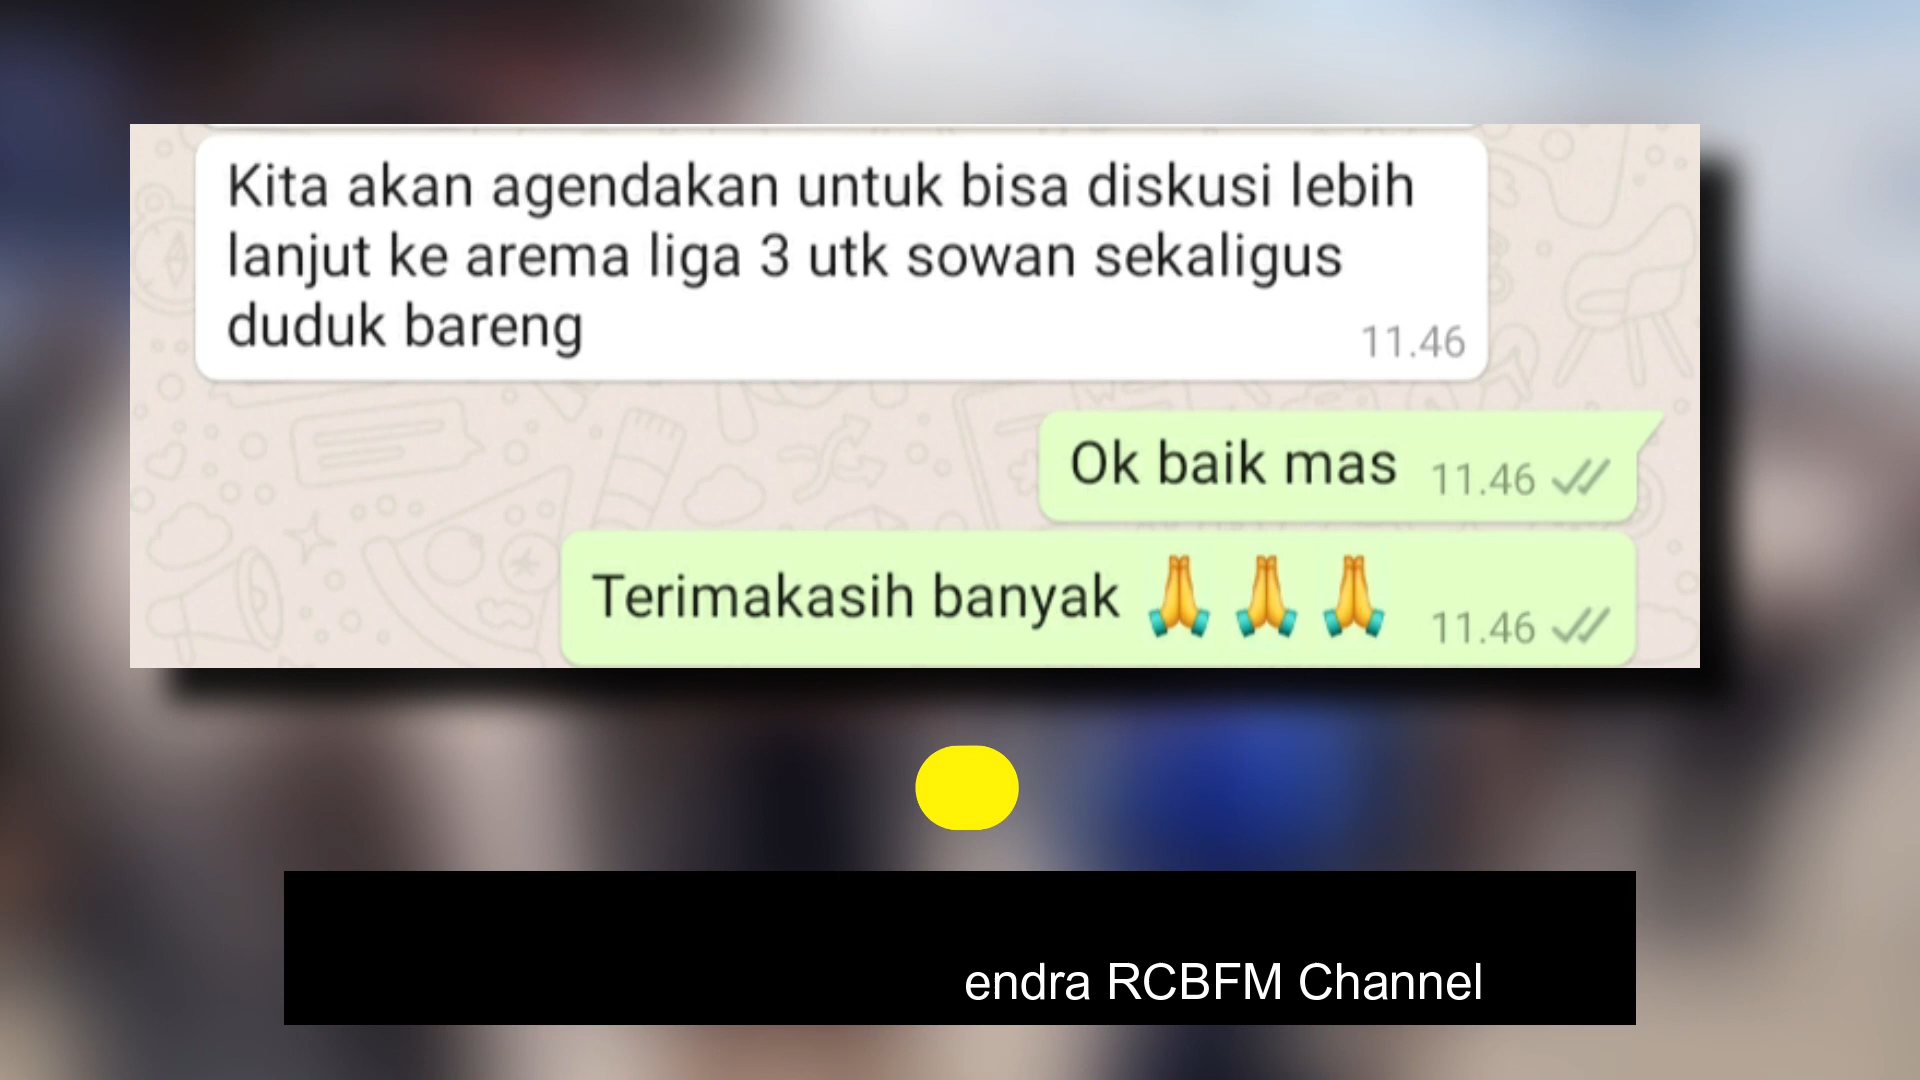 Kita akan agendakan untuk bisa diskusi lebih
lanjut ke arema liga 3 utk sowan sekaligus
duduk bareng
11.46
Ok baik mas 11.46
Terimakasih banyak 🙏 🙏 🙏 11.46
endra RCBFM Channel